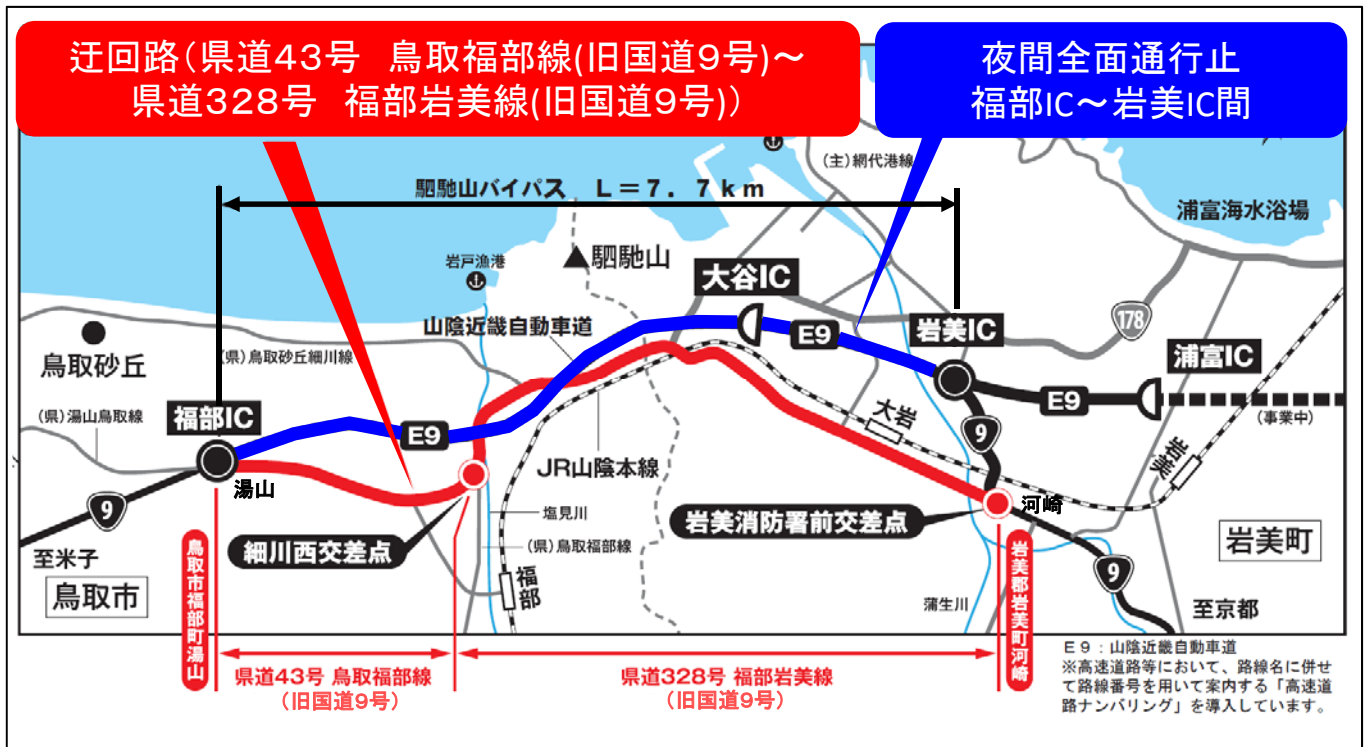 迂回路(県道43号　鳥取福部線(旧国道9号)～
県道328号　福部岩美線(旧国道9号))
夜間全面通行止
福部IC～岩美IC間
(主)網代港線
駟馳山バイパス　L=7.7km
浦富海水浴場
岩戸漁港
駟馳山
大谷IC
178
山陰近畿自動車道
E9
岩美IC
鳥取砂丘
(県)鳥取砂丘細川線
浦富IC
(県)湯山鳥取線
福部IC
E9
大岩
9
E9
(事業中)
岩美
JR山陰本線
湯山
9
塩見川
岩美消防署前交差点
河崎
細川西交差点
(県)鳥取福部線
岩美町
至米子
福部
9
鳥取市
蒲生川
至京都
鳥取市福部町湯山
岩美郡岩美町河崎
県道43号 鳥取福部線
(旧国道9号)
県道328号 福部岩美線
(旧国道9号)
E9：山陰近畿自動車道
※高速道路等において、路線名に併せ
て路線番号を用いて案内する「高速道
路ナンバリング」を導入しています。